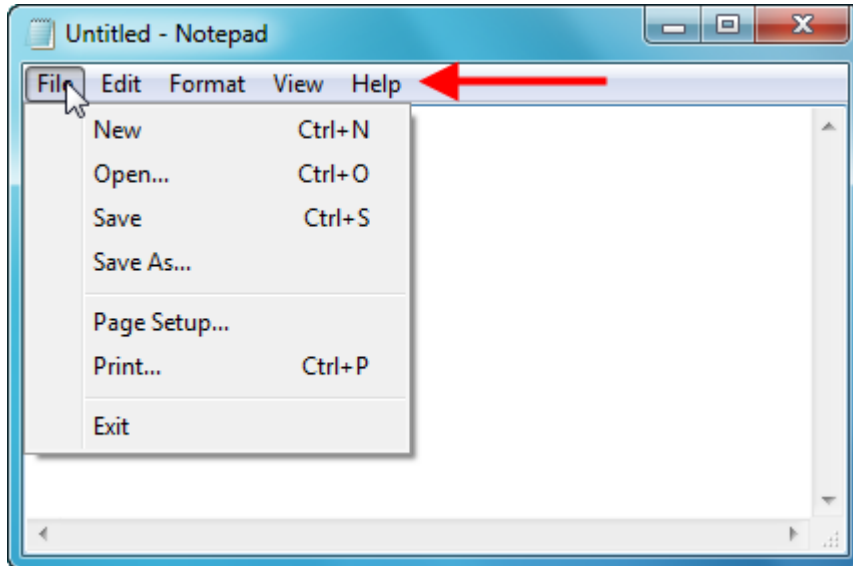 Untitled - Notepad
File Edit Format View Help
New Ctrl+N
Open... Ctrl+O
Save Ctrl+S
Save As...
Page Setup...
Print... Ctrl+P
Exit